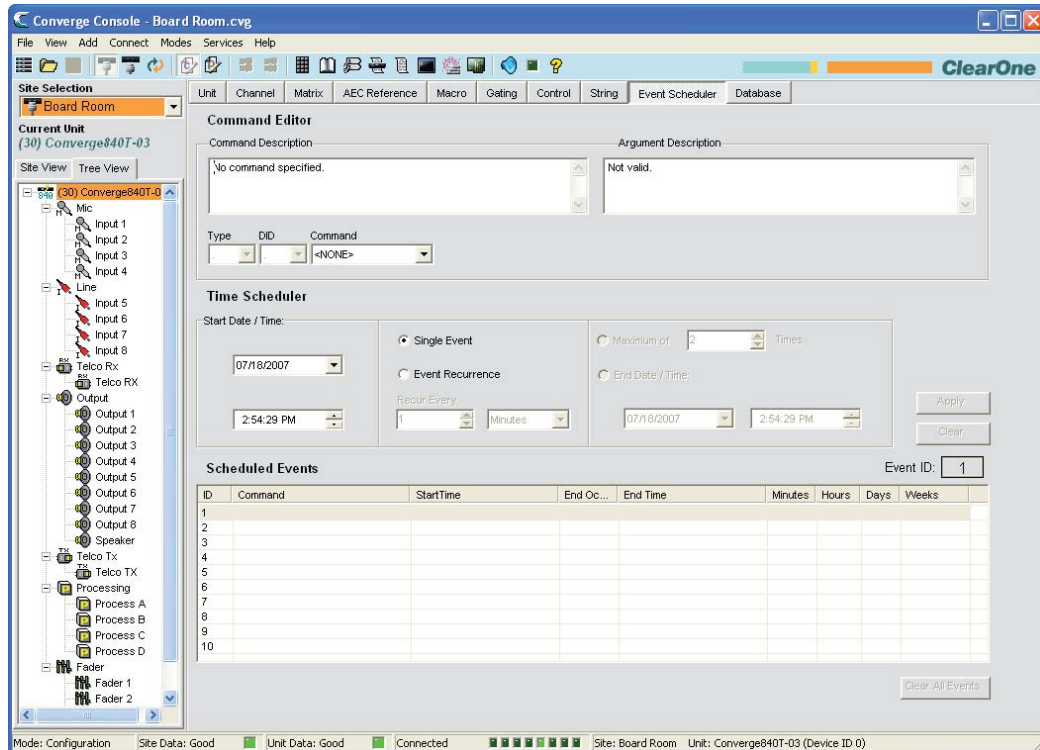 Converge Console - Board Room.cvg
File View Add Connect Modes Services Help
ClearOne
Site Selection
Board Room
Current Unit
(30) Converge840T-03
Site View Tree View
(30) Converge840T-0
Mic
Input 1
Input 2
Input 3
Input 4
Line
Input 5
Input 6
Input 7
Input 8
Telco Rx
Telco RX
Output
Output 1
Output 2
Output 3
Output 4
Output 5
Output 6
Output 7
Output 8
Speaker
Telco Tx
Telco TX
Processing
Process A
Process B
Process C
Process D
Fader
Fader 1
Fader 2
Unit Channel Matrix AEC Reference Macro Gating Control String Event Scheduler Database
Command Editor
Command Description Argument Description
No command specified. Not valid.
Type DID Command
<NONE>
Time Scheduler
Start Date / Time:
07/18/2007
2:54:29 PM
Single Event
Event Recurrence
Recur Every
1 Minutes
Maximum of 2 Times
End Date / Time:
07/18/2007 2:54:29 PM
Apply
Clear
Scheduled Events Event ID: 1
ID Command StartTime End Oc... End Time Minutes Hours Days Weeks
1
2
3
4
5
6
7
8
9
10
Clear All Events
Mode: Configuration Site Data: Good Unit Data: Good Connected Site: Board Room Unit: Converge840T-03 (Device ID 0)